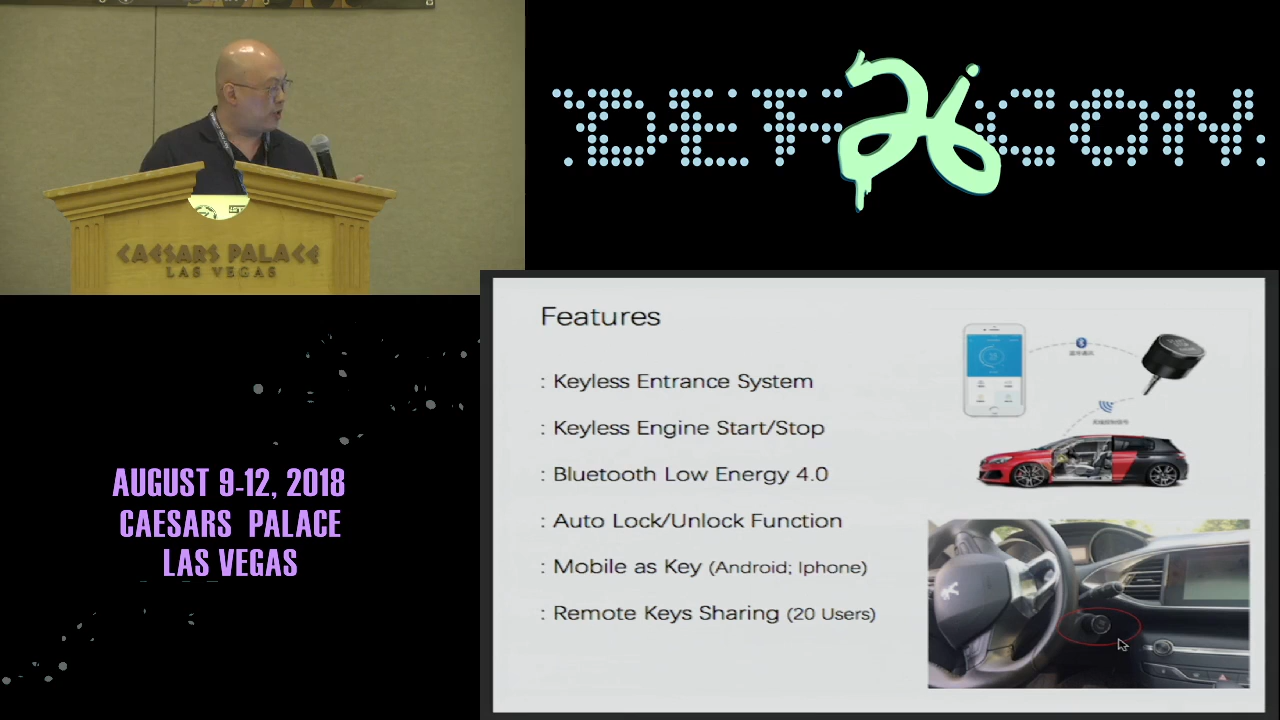 DEF26CON.
CAESARS PALACE
LAS VEGAS
Features
: Keyless Entrance System
: Keyless Engine Start/Stop
: Bluetooth Low Energy 4.0
: Auto Lock/Unlock Function
: Mobile as Key (Android; Iphone)
: Remote Keys Sharing (20 Users)
AUGUST 9-12, 2018
CAESARS PALACE
LAS VEGAS